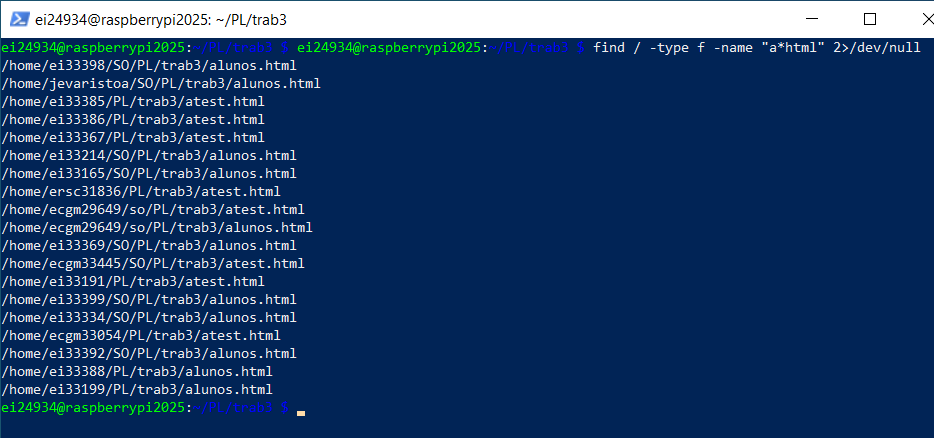 ei24934@raspberrypi2025: ~/PL/trab3
ei24934@raspberrypi2025:~/PL/trab3 $ ei24934@raspberrypi2025:~/PL/trab3 $ find / -type f -name "a*html" 2>/dev/null
/home/ei33398/SO/PL/trab3/alunos.html
/home/jevaristoa/SO/PL/trab3/alunos.html
/home/ei33385/PL/trab3/atest.html
/home/ei33386/PL/trab3/atest.html
/home/ei33367/PL/trab3/atest.html
/home/ei33214/SO/PL/trab3/alunos.html
/home/ei33165/SO/PL/trab3/alunos.html
/home/ersc31836/PL/trab3/atest.html
/home/ecgm29649/so/PL/trab3/atest.html
/home/ecgm29649/so/PL/trab3/alunos.html
/home/ei33369/SO/PL/trab3/alunos.html
/home/ecgm33445/SO/PL/trab3/atest.html
/home/ei33191/PL/trab3/atest.html
/home/ei33399/SO/PL/trab3/alunos.html
/home/ei33334/SO/PL/trab3/alunos.html
/home/ecgm33054/PL/trab3/atest.html
/home/ei33392/SO/PL/trab3/alunos.html
/home/ei33388/PL/trab3/alunos.html
/home/ei33199/PL/trab3/alunos.html
ei24934@raspberrypi2025:~/PL/trab3 $